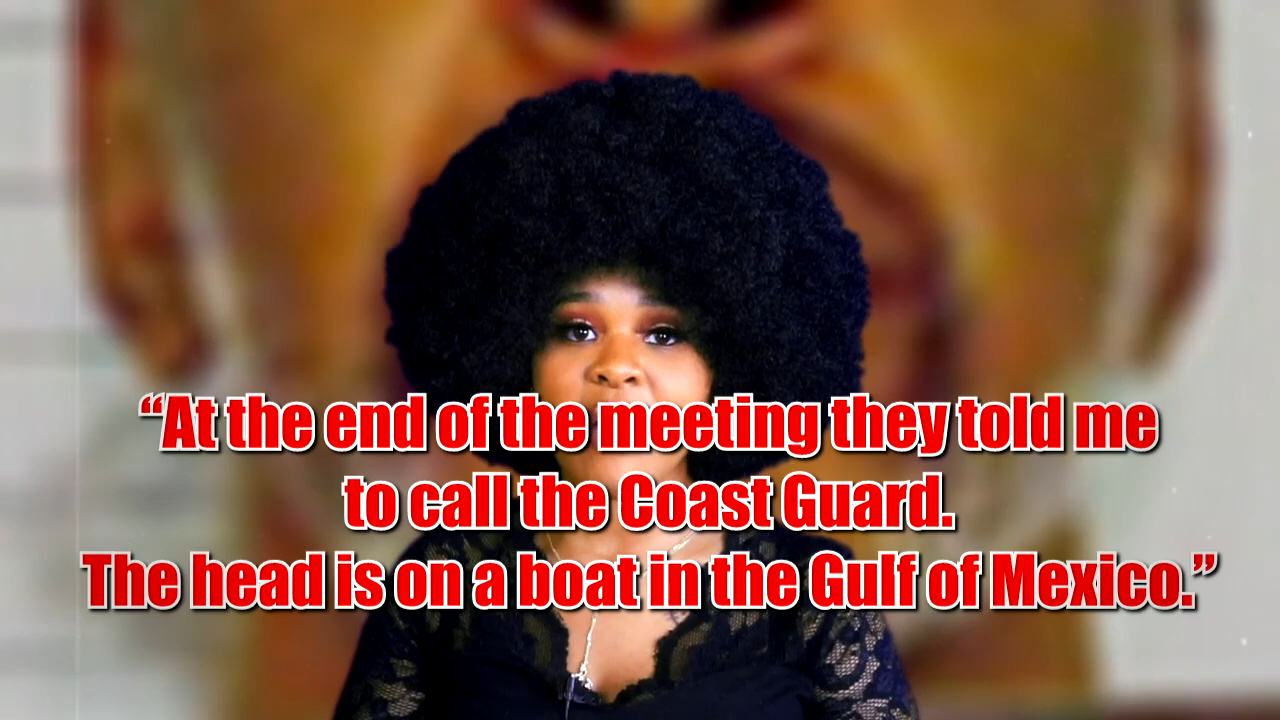 “At the end of the meeting they told me
to call the Coast Guard.
The head is on a boat in the Gulf of Mexico.”